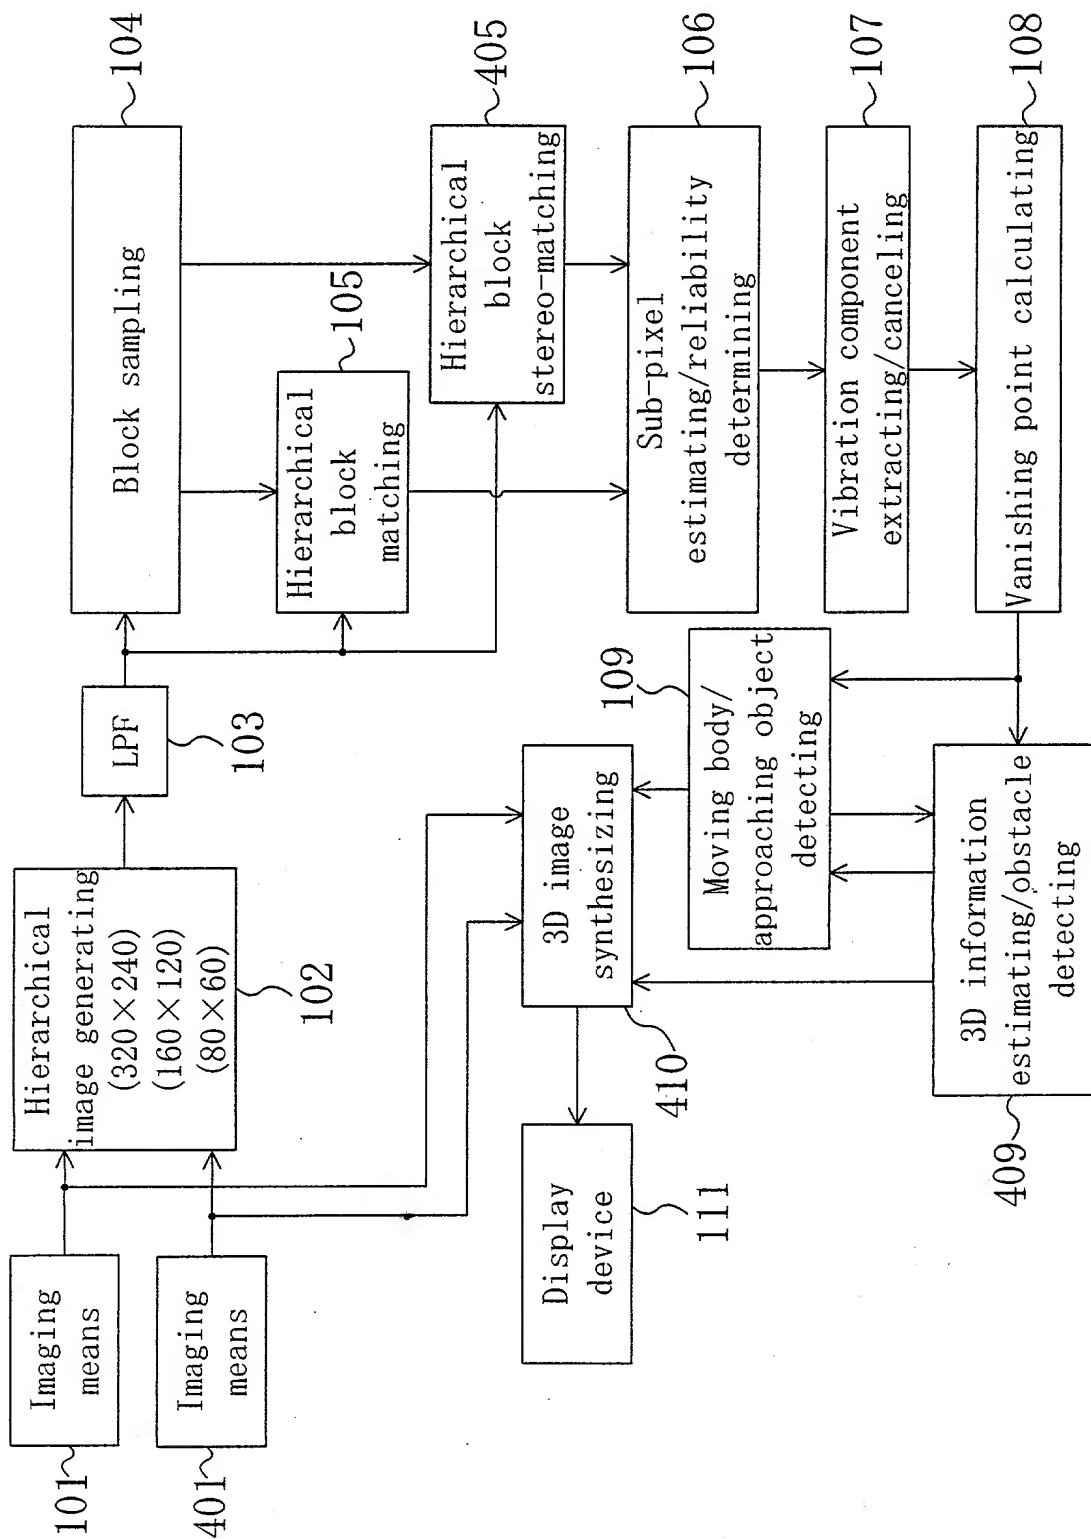 101
Imaging
means
401
Imaging
means
Hierarchical
image generating
(320×240)
(160×120)
(80×60)
102
LPF
103
Block sampling
104
Hierarchical
block
matching
105
Hierarchical
block
stereo-matching
405
Sub-pixel
estimating/reliability
determining
106
Vibration component
extracting/canceling
107
Vanishing point calculating
108
Moving body/
approaching object
detecting
109
3D information
estimating/obstacle
detecting
409
3D image
synthesizing
410
Display
device
111